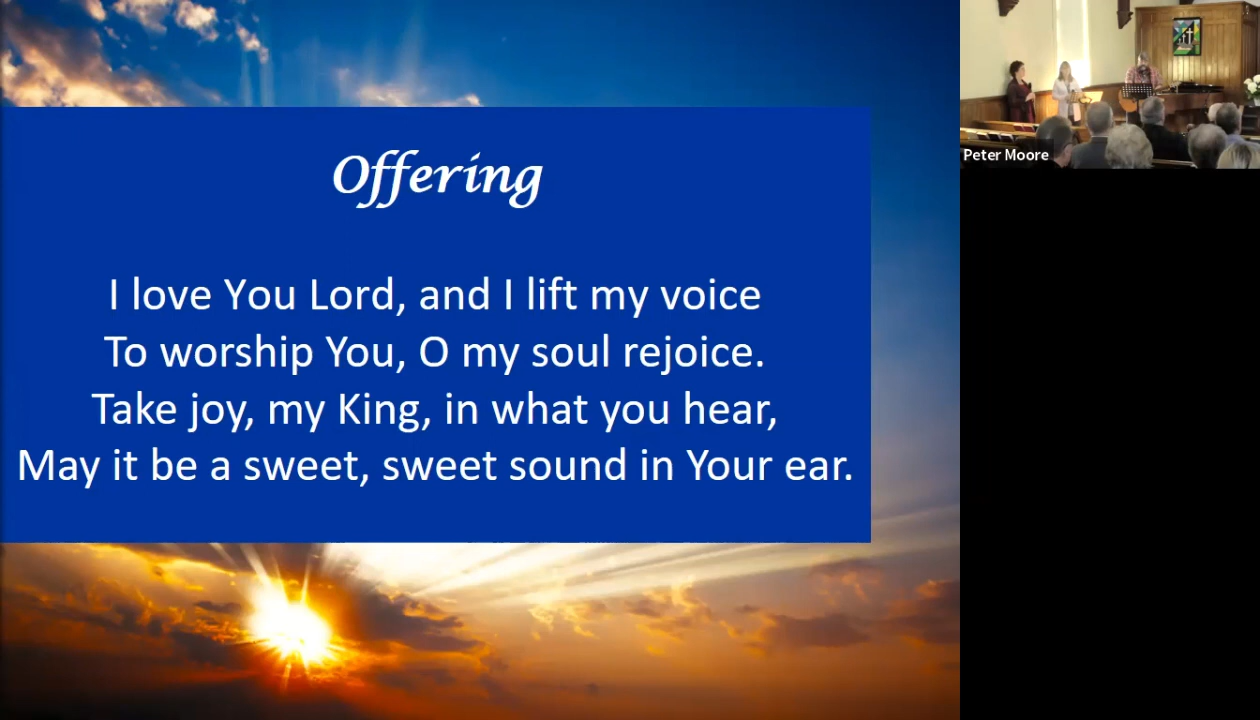 Offering
I love You Lord, and I lift my voice
To worship You, O my soul rejoice.
Take joy, my King, in what you hear,
May it be a sweet, sweet sound in Your ear.
Peter Moore